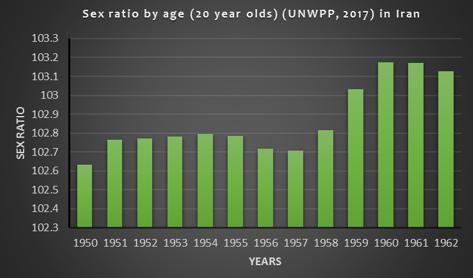 Sex ratio by age (20 year olds) (UNWPP, 2017) in Iran
103.3
103.2
103.1
103
102.9
102.8
102.7
102.6
102.5
102.4
102.3
SEX RATIO
1950 1951 1952 1953 1954 1955 1956 1957 1958 1959 1960 1961 1962
YEARS